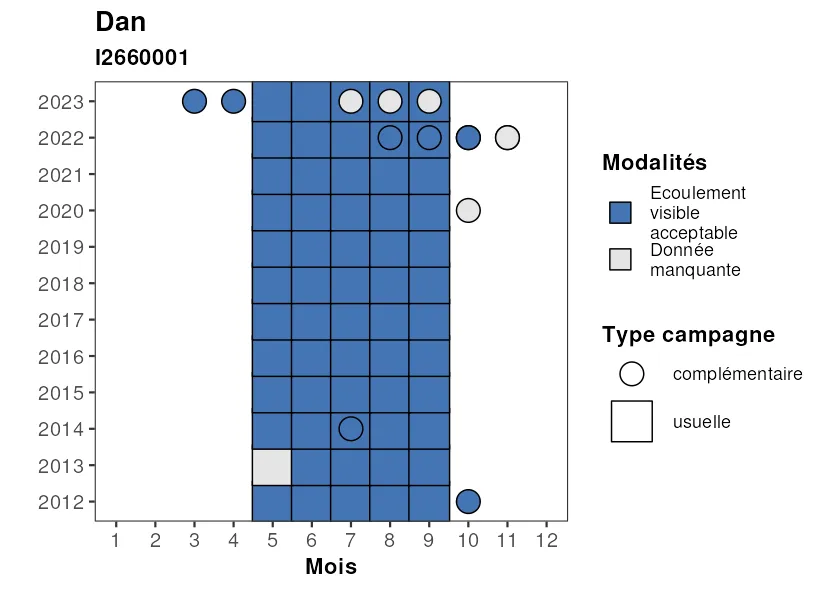 Dan
I2660001
2023
2022
2021
2020
2019
2018
2017
2016
2015
2014
2013
2012
1 2 3 4 5 6 7 8 9 10 11 12
Mois
Modalités
Ecoulement
visible
acceptable
Donnée
manquante
Type campagne
complémentaire
usuelle